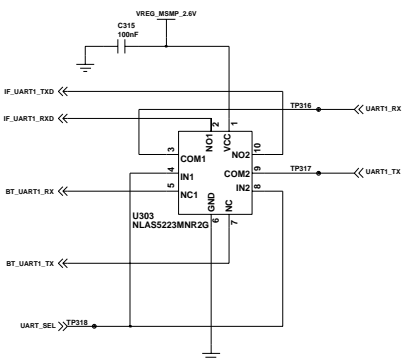 VREG_MSMP_2.6V
C315
100nF
IF_UART1_TXD
TP316
UART1_RX
IF_UART1_RXD
2
1
NO1
VCC
3
COM1
NO2
10
4
IN1
COM2
9
TP317
UART1_TX
5
NC1
IN2
8
BT_UART1_RX
GND
NC
U303
NLAS5223MNR2G
6
7
BT_UART1_TX
UART_SEL
TP318